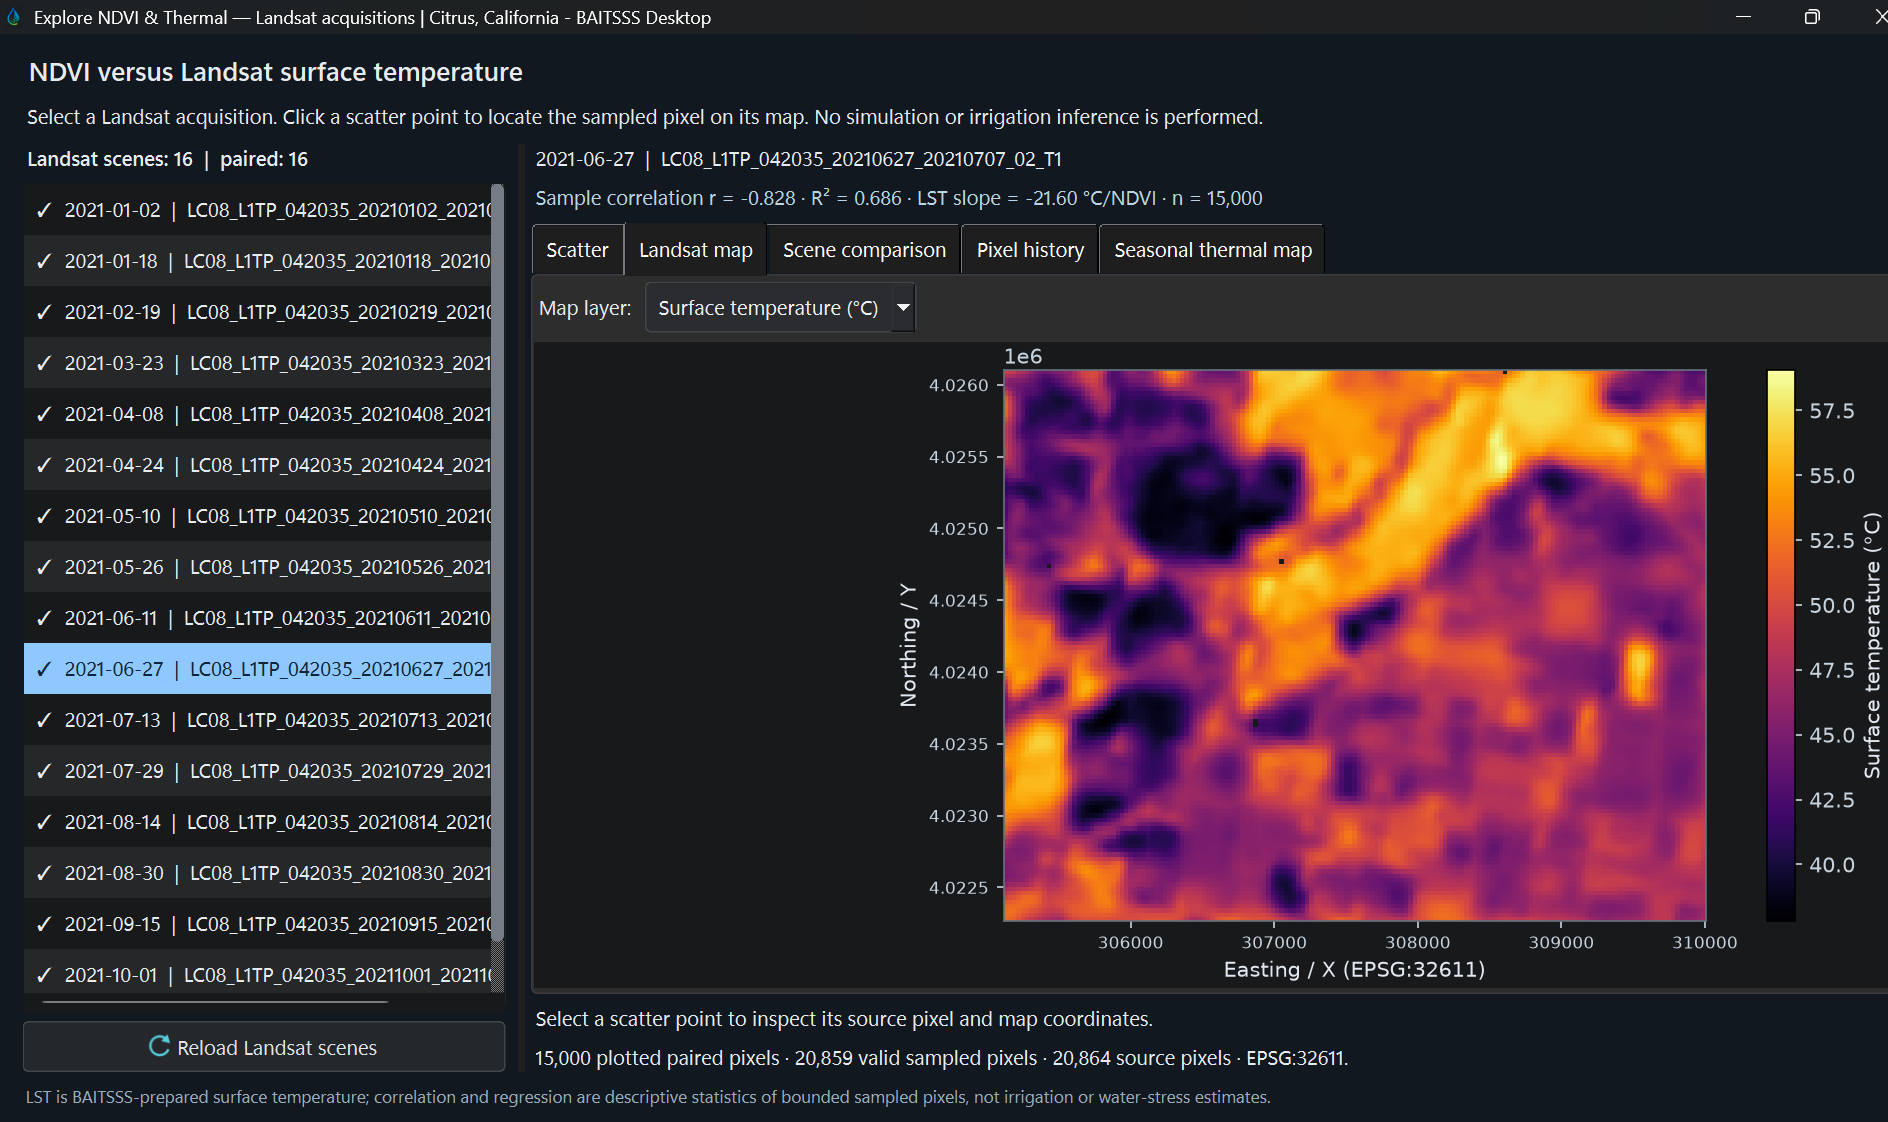 Explore NDVI & Thermal — Landsat acquisitions | Citrus, California - BAITSSS Desktop
NDVI versus Landsat surface temperature
Select a Landsat acquisition. Click a scatter point to locate the sampled pixel on its map. No simulation or irrigation inference is performed.
Landsat scenes: 16 | paired: 16
✓ 2021-01-02 | LC08_L1TP_042035_20210102_20210
✓ 2021-01-18 | LC08_L1TP_042035_20210118_20210
✓ 2021-02-19 | LC08_L1TP_042035_20210219_20210
✓ 2021-03-23 | LC08_L1TP_042035_20210323_2021
✓ 2021-04-08 | LC08_L1TP_042035_20210408_2021
✓ 2021-04-24 | LC08_L1TP_042035_20210424_2021
✓ 2021-05-10 | LC08_L1TP_042035_20210510_20210
✓ 2021-05-26 | LC08_L1TP_042035_20210526_2021
✓ 2021-06-11 | LC08_L1TP_042035_20210611_20210
✓ 2021-06-27 | LC08_L1TP_042035_20210627_2021
✓ 2021-07-13 | LC08_L1TP_042035_20210713_20210
✓ 2021-07-29 | LC08_L1TP_042035_20210729_2021
✓ 2021-08-14 | LC08_L1TP_042035_20210814_20210
✓ 2021-08-30 | LC08_L1TP_042035_20210830_2021
✓ 2021-09-15 | LC08_L1TP_042035_20210915_20210
✓ 2021-10-01 | LC08_L1TP_042035_20211001_20211
Reload Landsat scenes
2021-06-27 | LC08_L1TP_042035_20210627_20210707_02_T1
Sample correlation r = -0.828 · R² = 0.686 · LST slope = -21.60 °C/NDVI · n = 15,000
Scatter Landsat map Scene comparison Pixel history Seasonal thermal map
Map layer: Surface temperature (°C)
1e6
4.0260
4.0255
4.0250
4.0245
4.0240
4.0235
4.0230
4.0225
Northing / Y
306000 307000 308000 309000 310000
Easting / X (EPSG:32611)
57.5
55.0
52.5
50.0
47.5
45.0
42.5
40.0
Surface temperature (°C)
Select a scatter point to inspect its source pixel and map coordinates.
15,000 plotted paired pixels · 20,859 valid sampled pixels · 20,864 source pixels · EPSG:32611.
LST is BAITSSS-prepared surface temperature; correlation and regression are descriptive statistics of bounded sampled pixels, not irrigation or water-stress estimates.